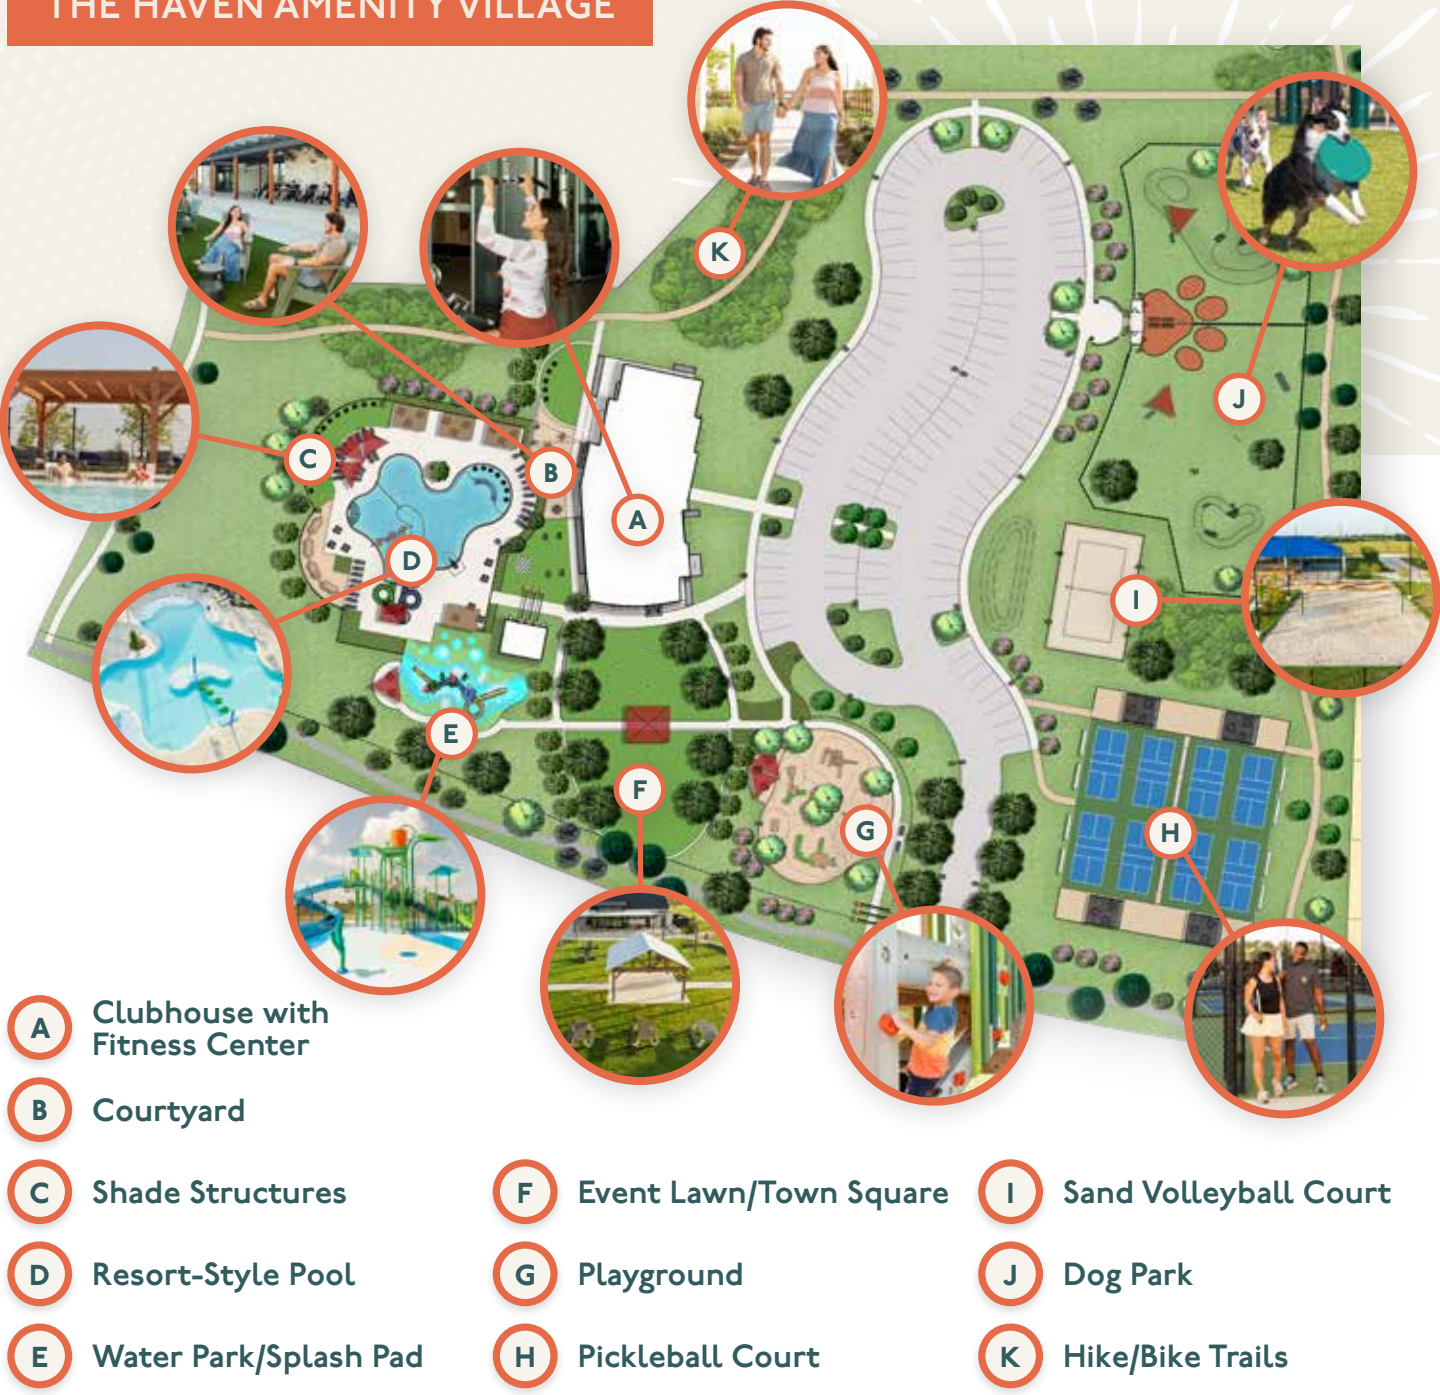 THE HAVEN AMENITY VILLAGE
K
J
C
B
A
D
I
E
F
G
H
A Clubhouse with
Fitness Center
B Courtyard
C Shade Structures
D Resort-Style Pool
E Water Park/Splash Pad
F Event Lawn/Town Square
G Playground
H Pickleball Court
I Sand Volleyball Court
J Dog Park
K Hike/Bike Trails